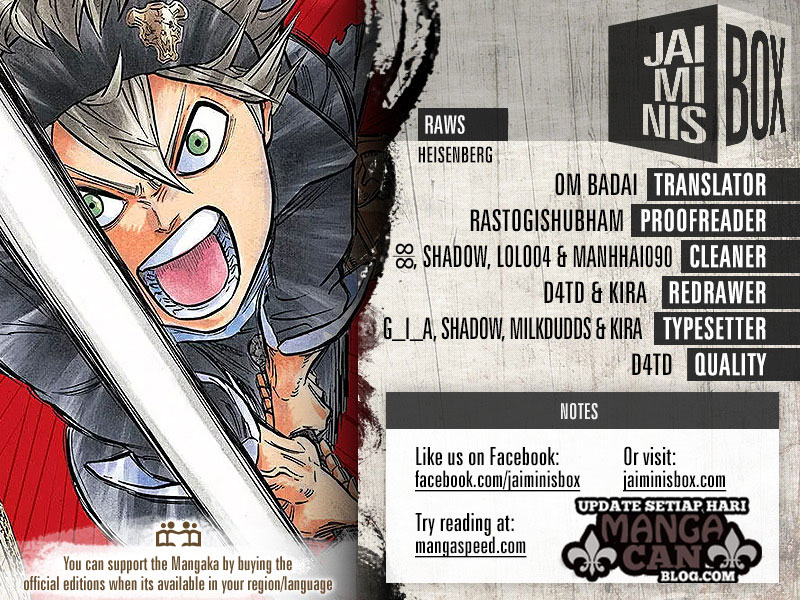 JAI
MI
NIS
BOX
RAWS
HEISENBERG
OM BADAI TRANSLATOR
RASTOGISHUBHAM PROOFREADER
∞∞, SHADOW, LOL004 & MANHHAI090 CLEANER
D4TD & KIRA REDRAWER
G_I_A, SHADOW, MILKDUDDS & KIRA TYPESETTER
D4TD QUALITY
NOTES
Like us on Facebook:
facebook.com/jaiminisbox
Or visit:
jaiminisbox.com
Try reading at:
mangaspeed.com
UPDATE SETIAP HARI
MANGA
CAN
BLOG.COM
You can support the Mangaka by buying the
official editions when its available in your region/language